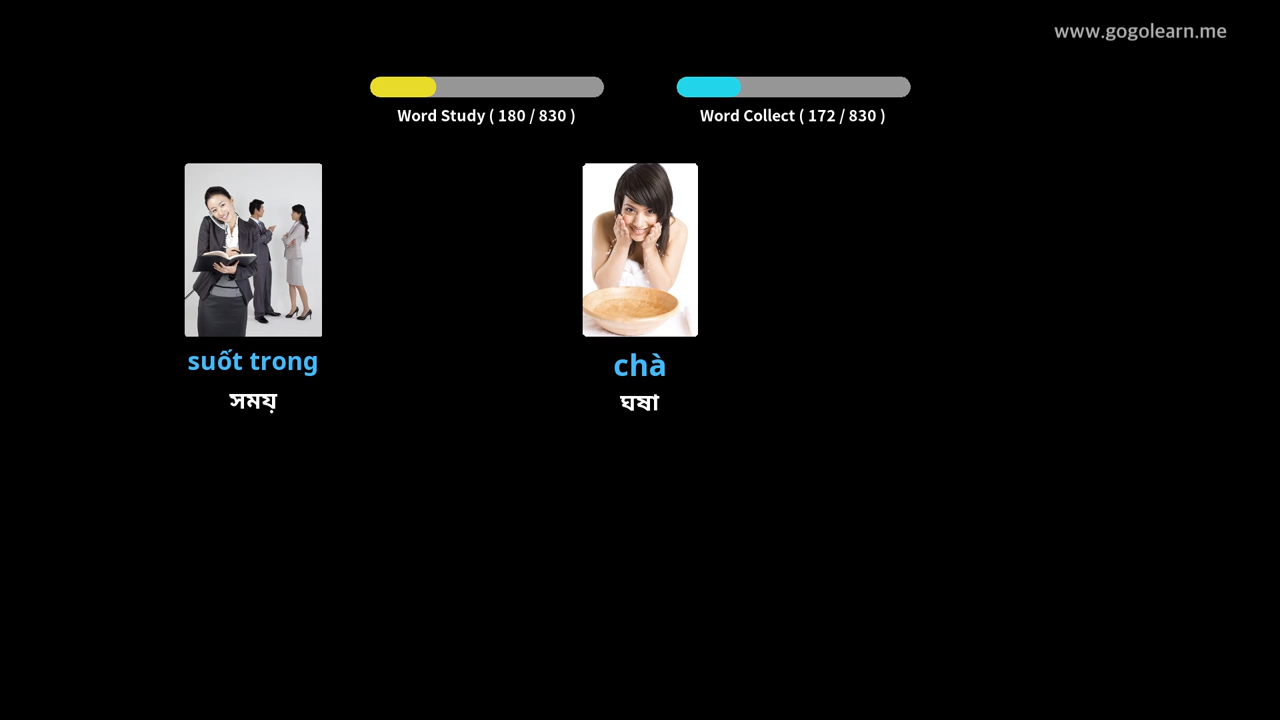 www.gogolearn.me
Word Study ( 180 / 830 )
Word Collect ( 172 / 830 )
suốt trong
chà
সময়
ঘষা